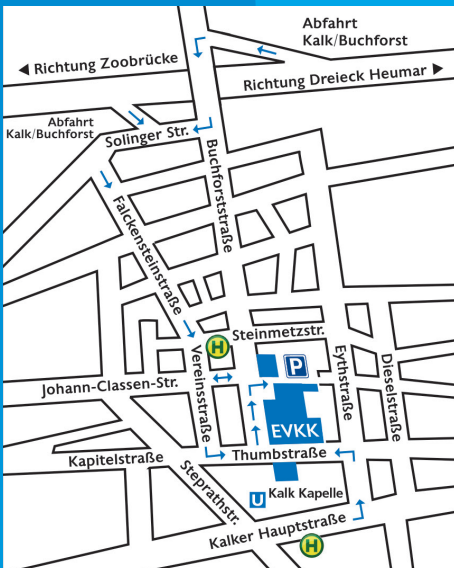 Abfahrt
Kalk/Buchforst
◀ Richtung Zoobrücke
Richtung Dreieck Heumar ▶
Abfahrt
Kalk/Buchforst
Solinger Str.
Buchforststraße
Falckensteinstraße
H
Steinmetzstr.
P
Vereinsstraße
Eythstraße
Dieselstraße
Johann-Classen-Str.
EVKK
Kapitelstraße
Thumbstraße
Steprathstr.
U Kalk Kapelle
Kalker Hauptstraße
H